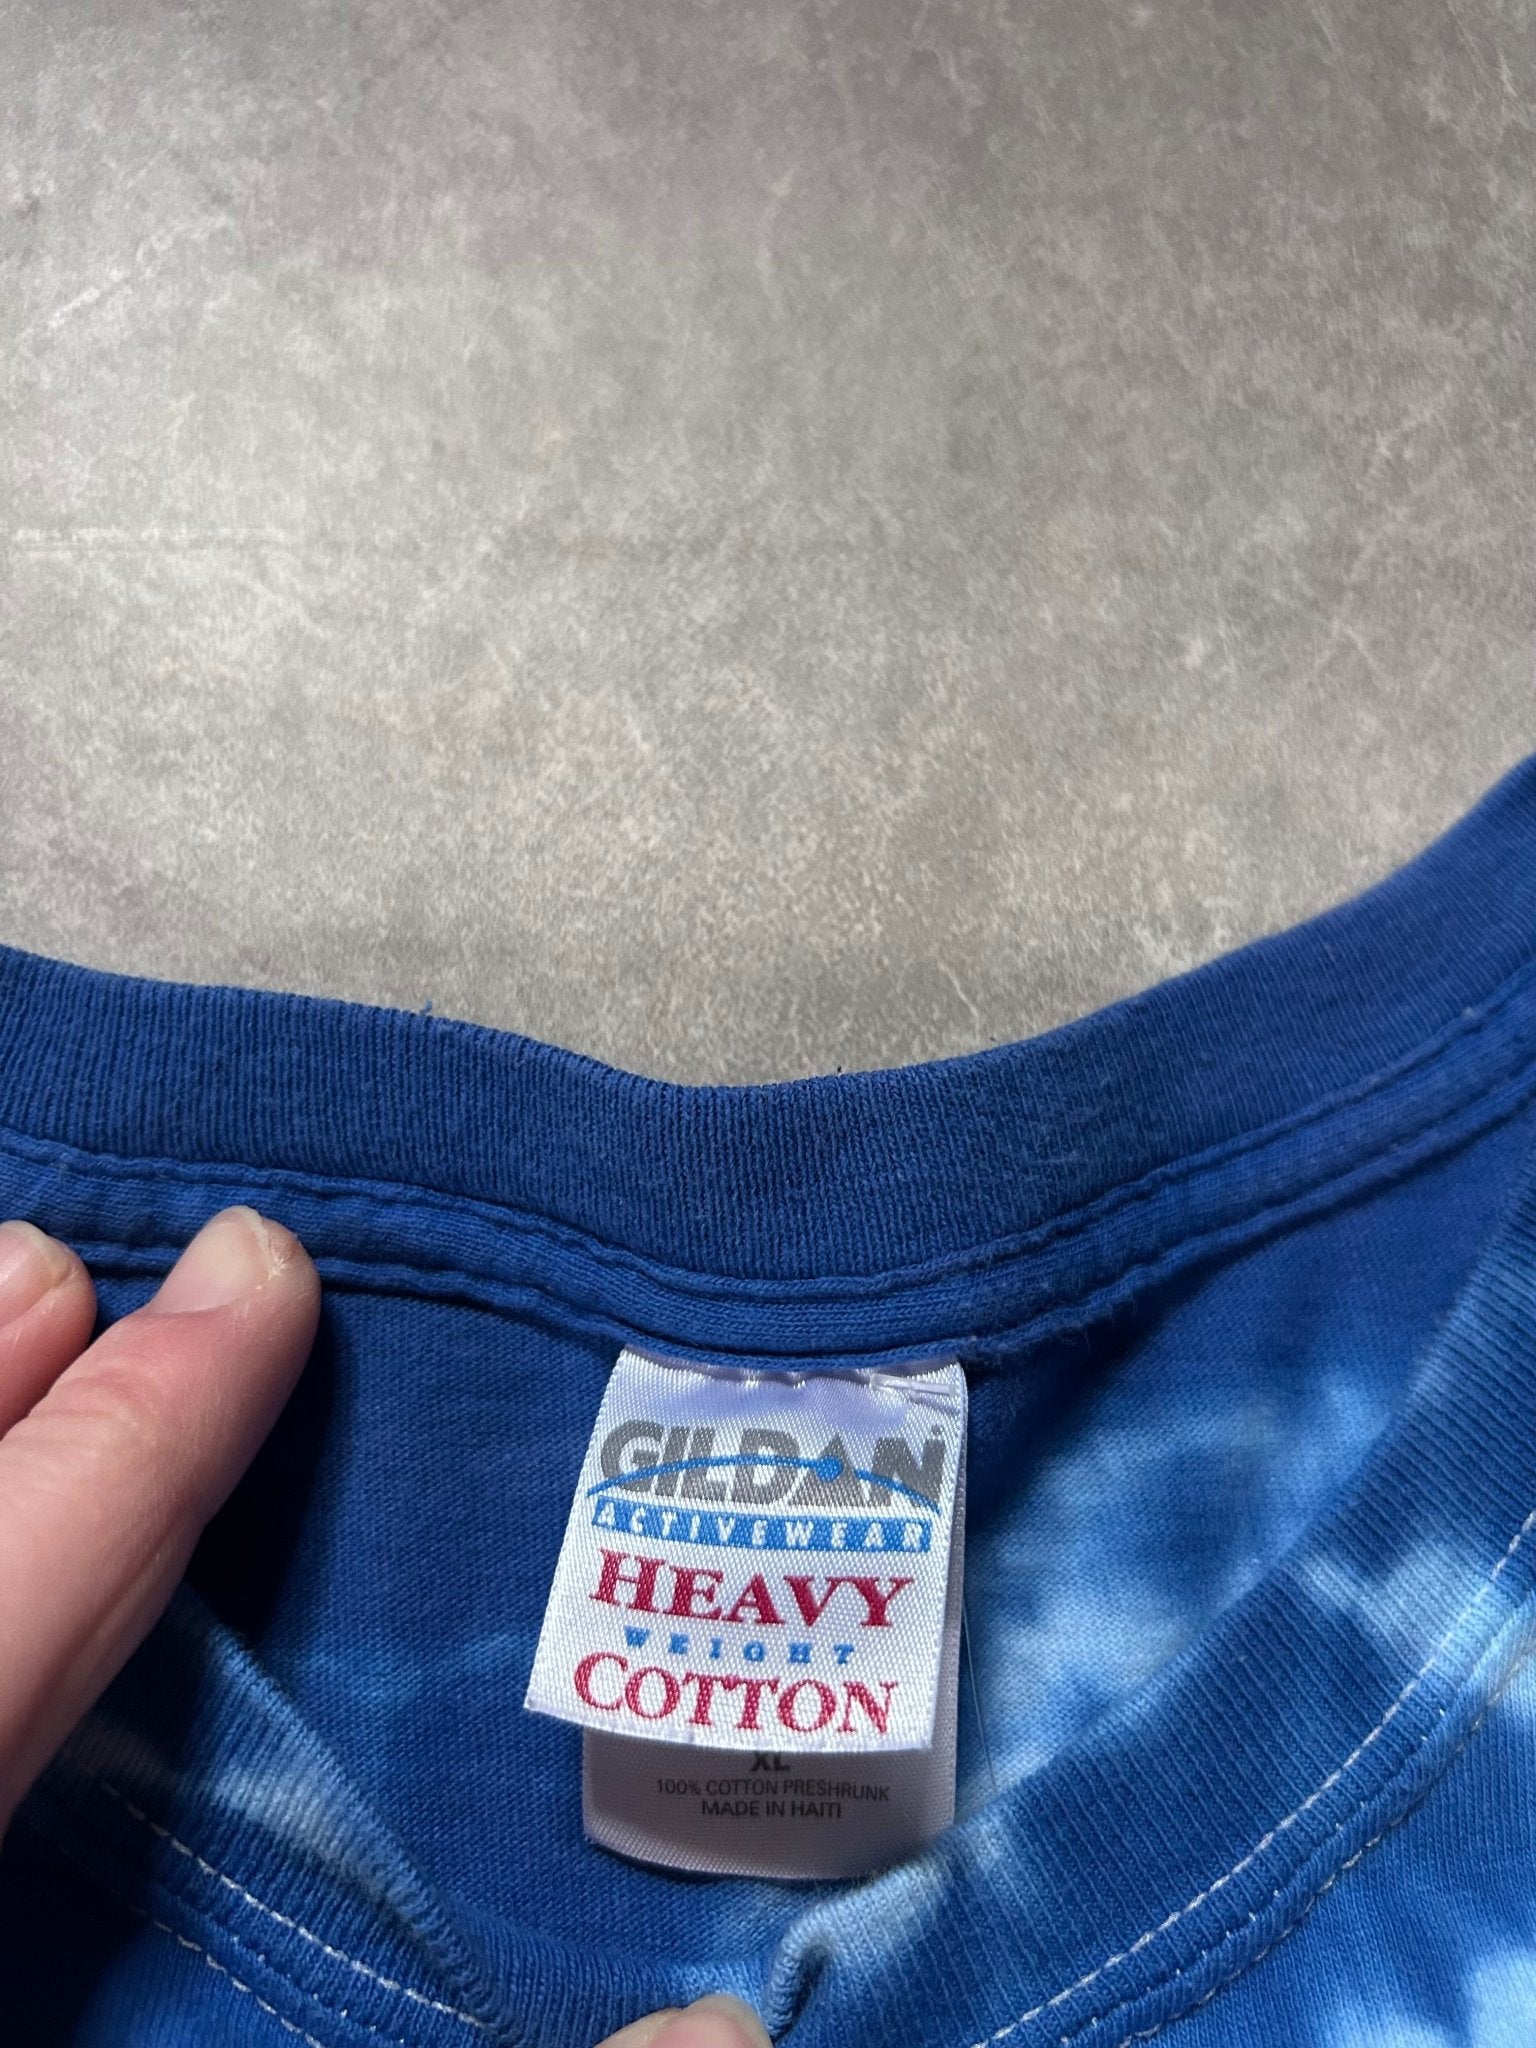 GILDAN
ACTIVEWEAR
HEAVY
WEIGHT
COTTON
XL
100% COTTON PRESHRUNK
MADE IN HAITI